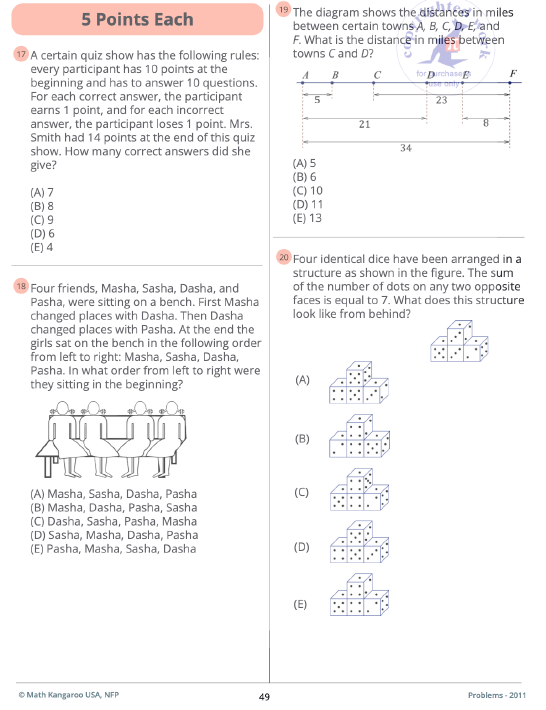 5 Points Each
17 A certain quiz show has the following rules:
every participant has 10 points at the
beginning and has to answer 10 questions.
For each correct answer, the participant
earns 1 point, and for each incorrect
answer, the participant loses 1 point. Mrs.
Smith had 14 points at the end of this quiz
show. How many correct answers did she
give?
(A) 7
(B) 8
(C) 9
(D) 6
(E) 4
18 Four friends, Masha, Sasha, Dasha, and
Pasha, were sitting on a bench. First Masha
changed places with Dasha. Then Dasha
changed places with Pasha. At the end the
girls sat on the bench in the following order
from left to right: Masha, Sasha, Dasha,
Pasha. In what order from left to right were
they sitting in the beginning?
(A) Masha, Sasha, Dasha, Pasha
(B) Masha, Dasha, Pasha, Sasha
(C) Dasha, Sasha, Pasha, Masha
(D) Sasha, Masha, Dasha, Pasha
(E) Pasha, Masha, Sasha, Dasha
19 The diagram shows the distances in miles
between certain towns A, B, C, D, E, and
F. What is the distance in miles between
towns C and D?
for purchaser's
use only
A B C D E F
5 23
21 8
34
(A) 5
(B) 6
(C) 10
(D) 11
(E) 13
20 Four identical dice have been arranged in a
structure as shown in the figure. The sum
of the number of dots on any two opposite
faces is equal to 7. What does this structure
look like from behind?
(A)
(B)
(C)
(D)
(E)
© Math Kangaroo USA, NFP
49
Problems - 2011